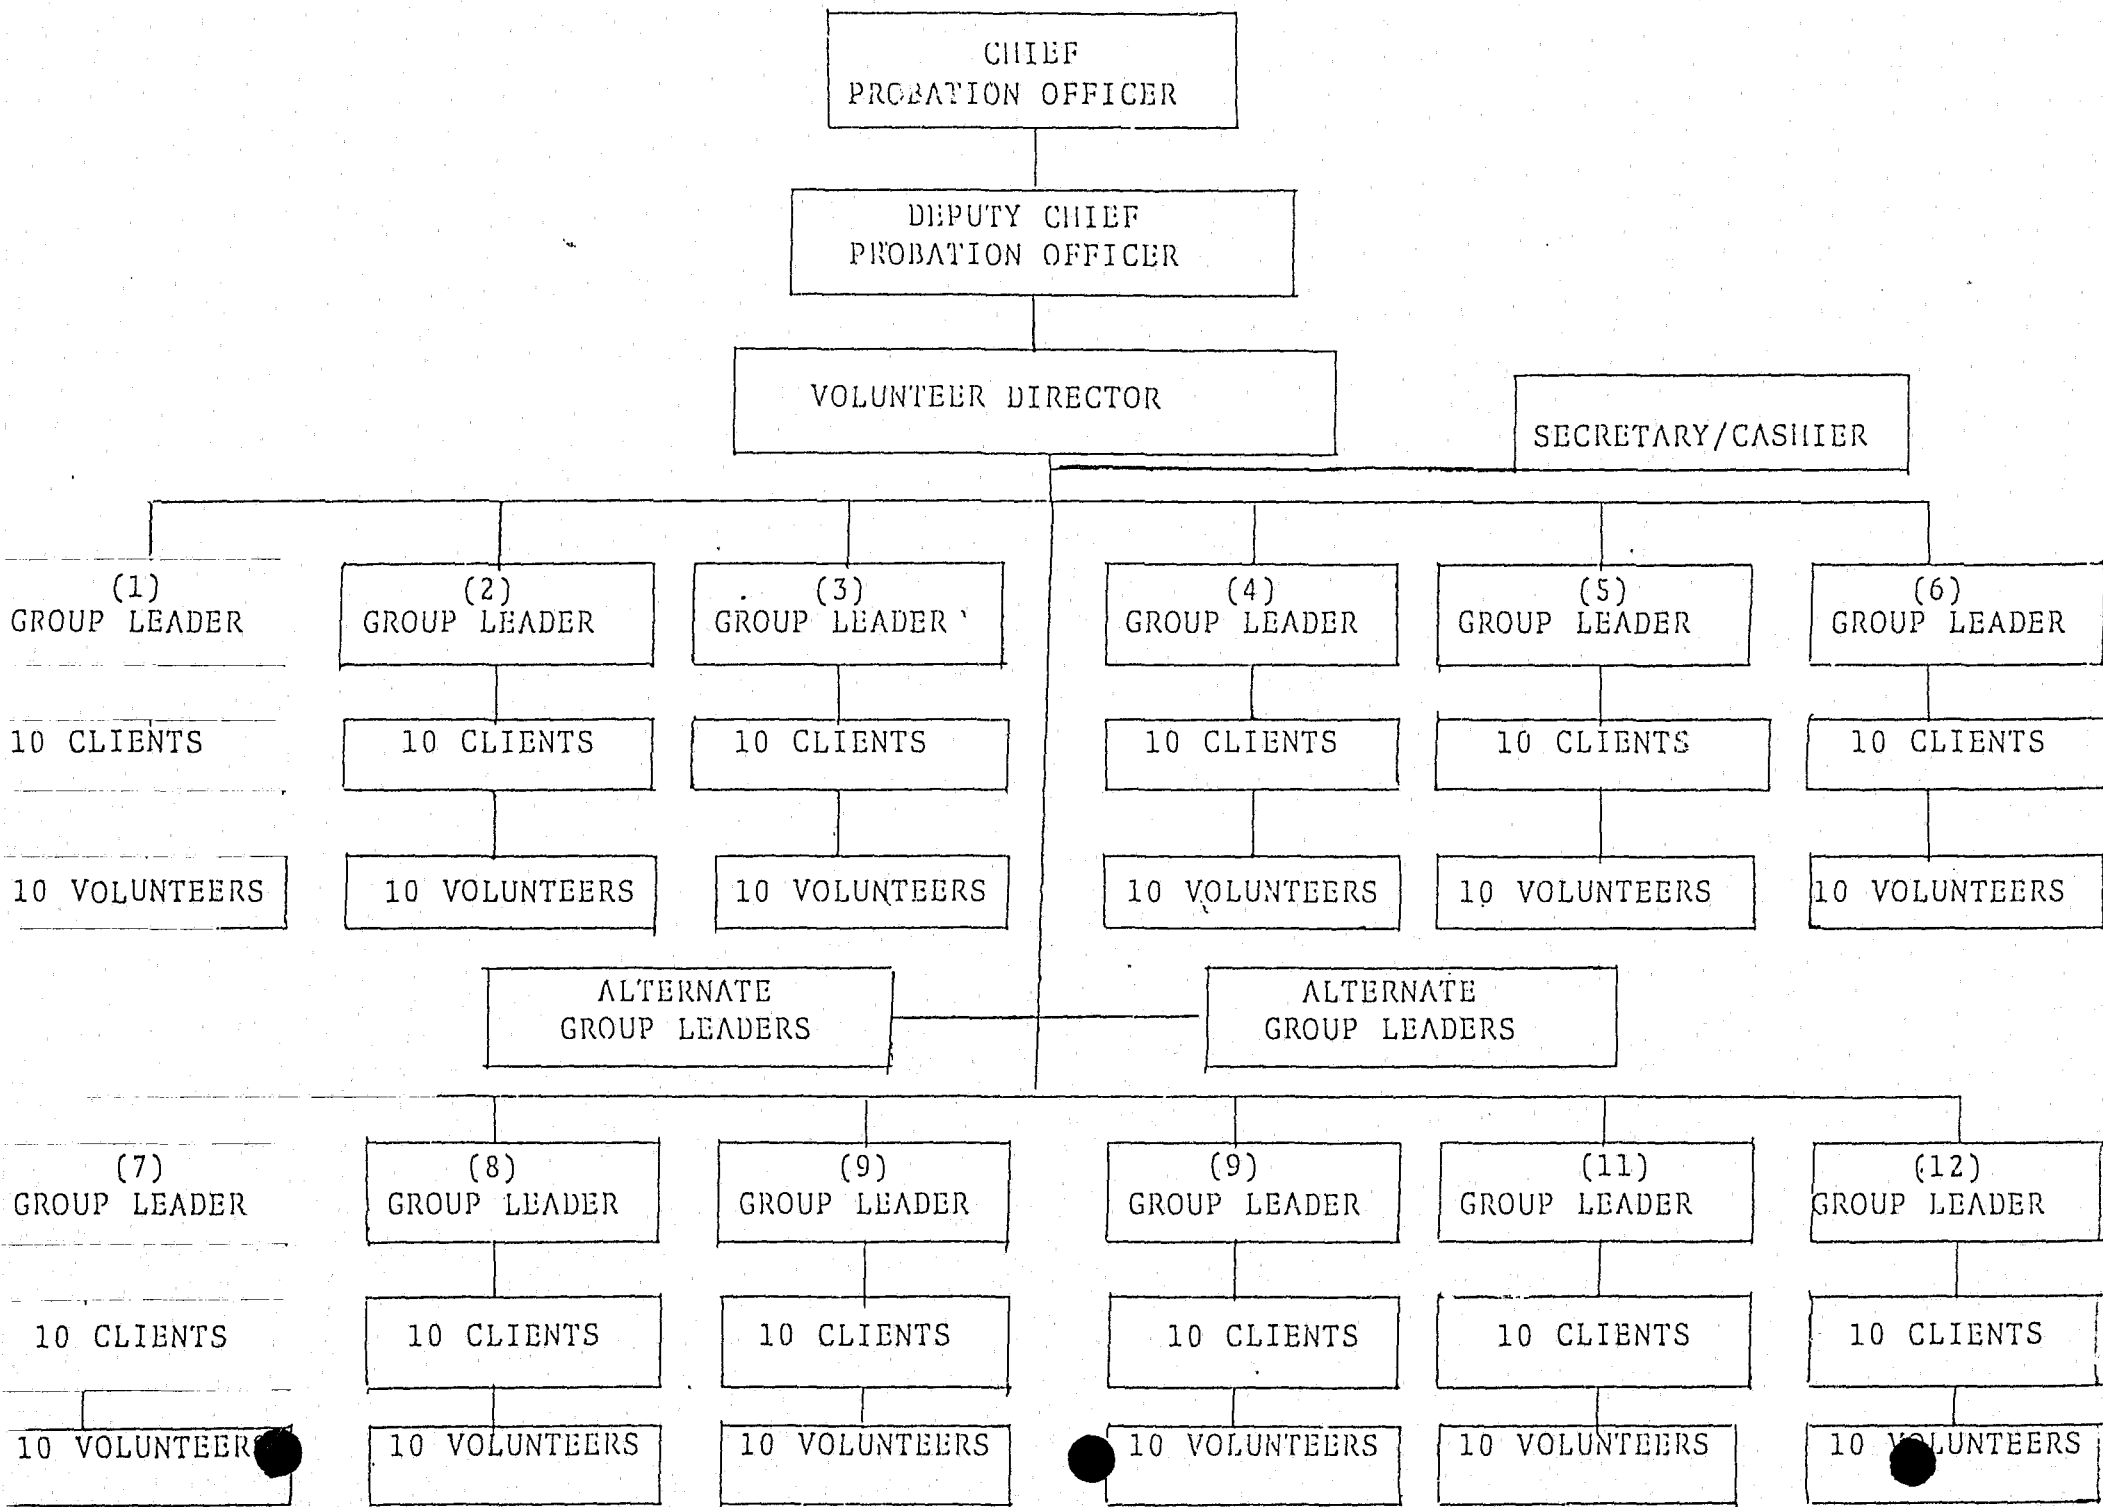 CHIEF
PROBATION OFFICER
DEPUTY CHIEF
PROBATION OFFICER
VOLUNTEER DIRECTOR
SECRETARY/CASHIER
(1)
GROUP LEADER
(2)
GROUP LEADER
(3)
GROUP LEADER
(4)
GROUP LEADER
(5)
GROUP LEADER
(6)
GROUP LEADER
10 CLIENTS
10 CLIENTS
10 CLIENTS
10 CLIENTS
10 CLIENTS
10 CLIENTS
10 VOLUNTEERS
10 VOLUNTEERS
10 VOLUNTEERS
10 VOLUNTEERS
10 VOLUNTEERS
10 VOLUNTEERS
ALTERNATE
GROUP LEADERS
ALTERNATE
GROUP LEADERS
(7)
GROUP LEADER
(8)
GROUP LEADER
(9)
GROUP LEADER
(9)
GROUP LEADER
(11)
GROUP LEADER
(12)
GROUP LEADER
10 CLIENTS
10 CLIENTS
10 CLIENTS
10 CLIENTS
10 CLIENTS
10 CLIENTS
10 VOLUNTEERS
10 VOLUNTEERS
10 VOLUNTEERS
10 VOLUNTEERS
10 VOLUNTEERS
10 VOLUNTEERS